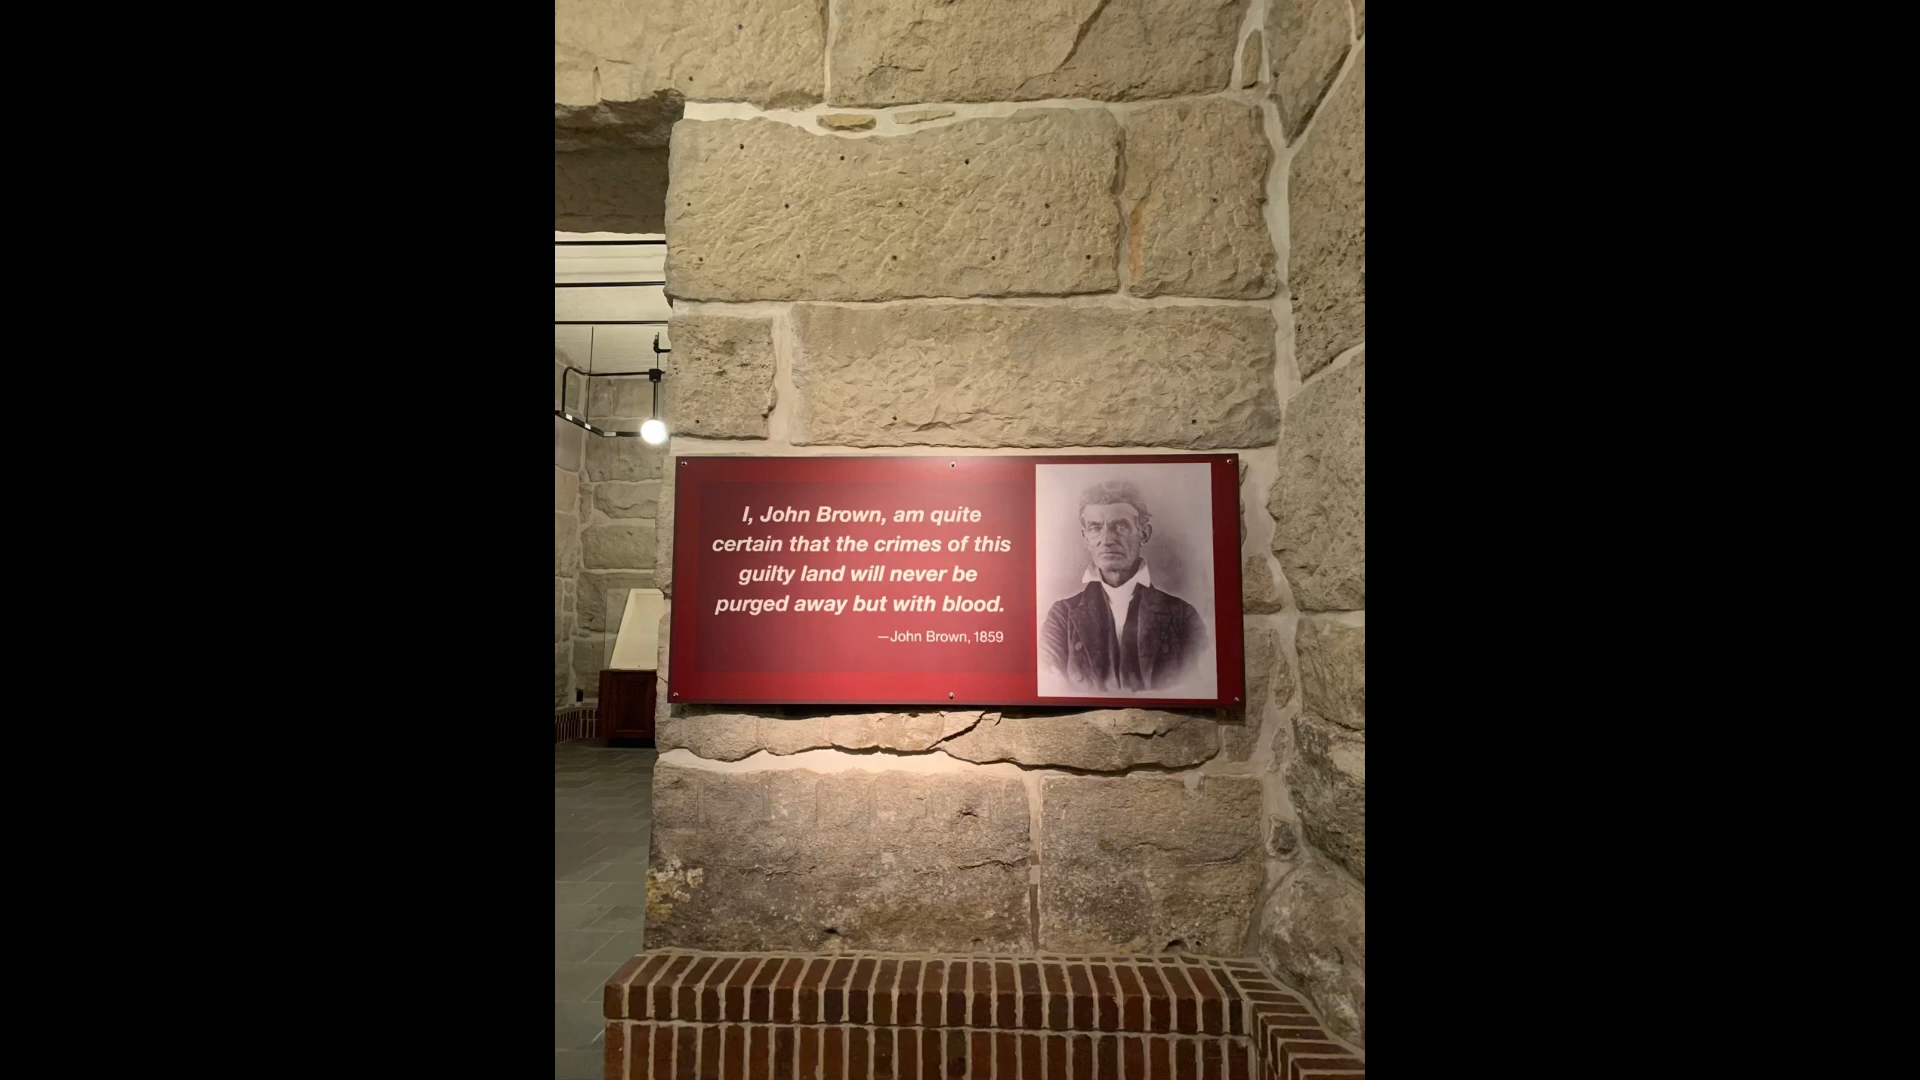 I, John Brown, am quite
certain that the crimes of this
guilty land will never be
purged away but with blood.
—John Brown, 1859